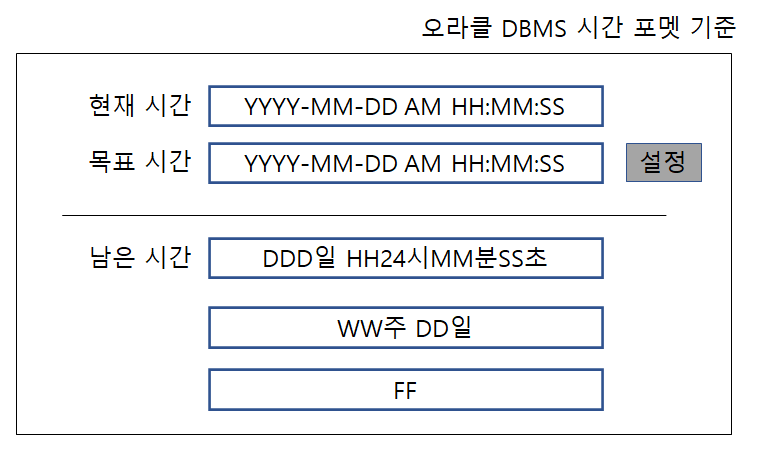 오라클 DBMS 시간 포멧 기준
현재 시간 YYYY-MM-DD AM HH:MM:SS
목표 시간 YYYY-MM-DD AM HH:MM:SS 설정
남은 시간 DDD일 HH24시MM분SS초
WW주 DD일
FF